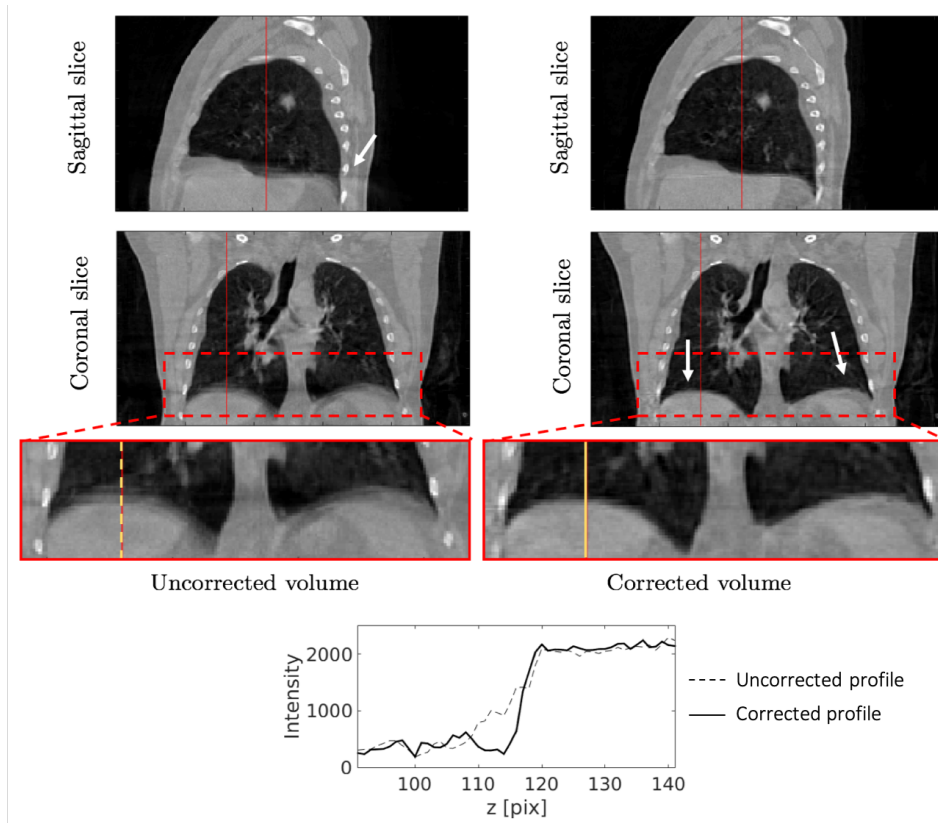 Sagittal slice
Sagittal slice
Coronal slice
Coronal slice
Uncorrected volume
Corrected volume
Intensity
2000
1000
0
100
110
120
130
140
z [pix]
Uncorrected profile
Corrected profile